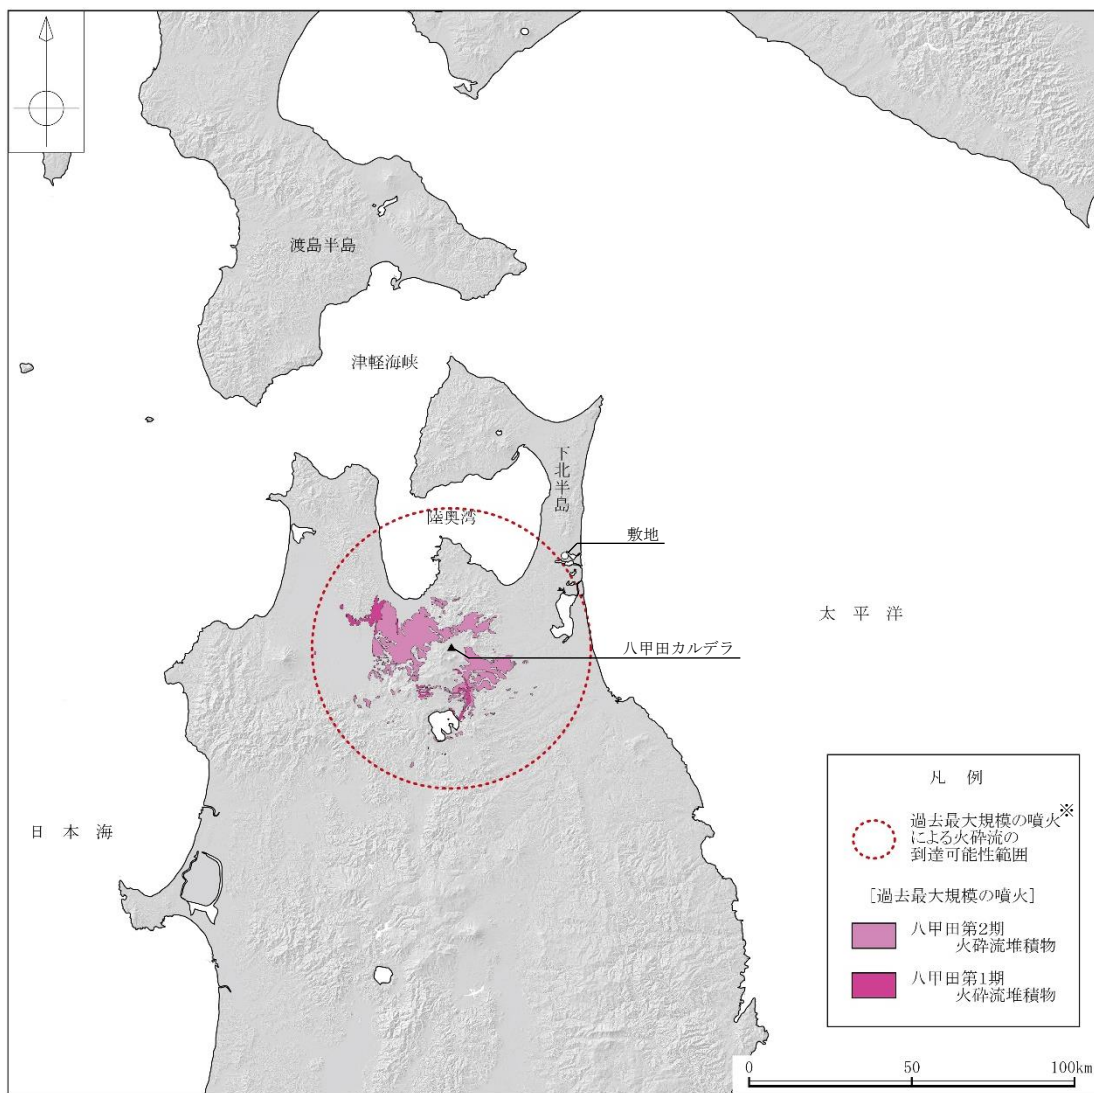 渡島半島
津軽海峡
下北半島
陸奥湾
敷地
太平洋
八甲田カルデラ
日本海
凡例
過去最大規模の噴火※
による火砕流の
到達可能性範囲
[過去最大規模の噴火]
八甲田第2期
火砕流堆積物
八甲田第1期
火砕流堆積物
0 50 100km